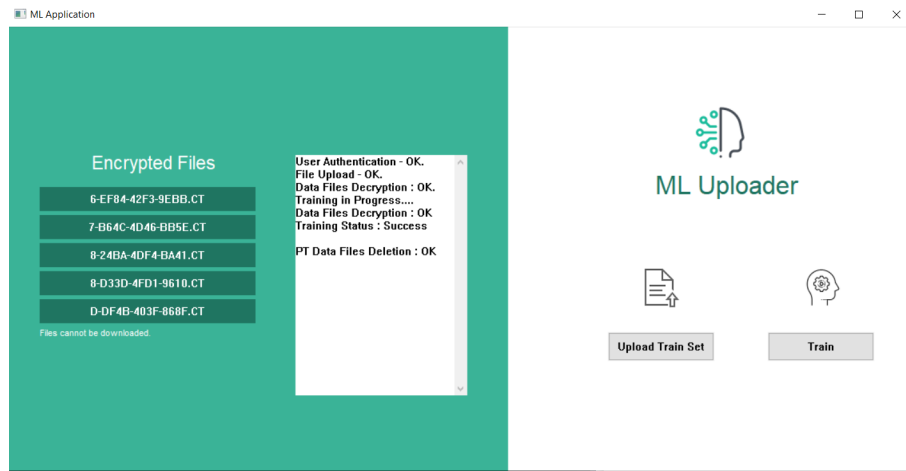 ML Application
Encrypted Files
6-EF84-42F3-9EBB.CT
7-B64C-4D46-BB5E.CT
8-24BA-4DF4-BA41.CT
8-D33D-4FD1-9610.CT
D-DF4B-403F-868F.CT
Files cannot be downloaded.
User Authentication - OK.
File Upload - OK.
Data Files Decryption : OK.
Training in Progress....
Data Files Decryption : OK
Training Status : Success
PT Data Files Deletion : OK
ML Uploader
Upload Train Set
Train